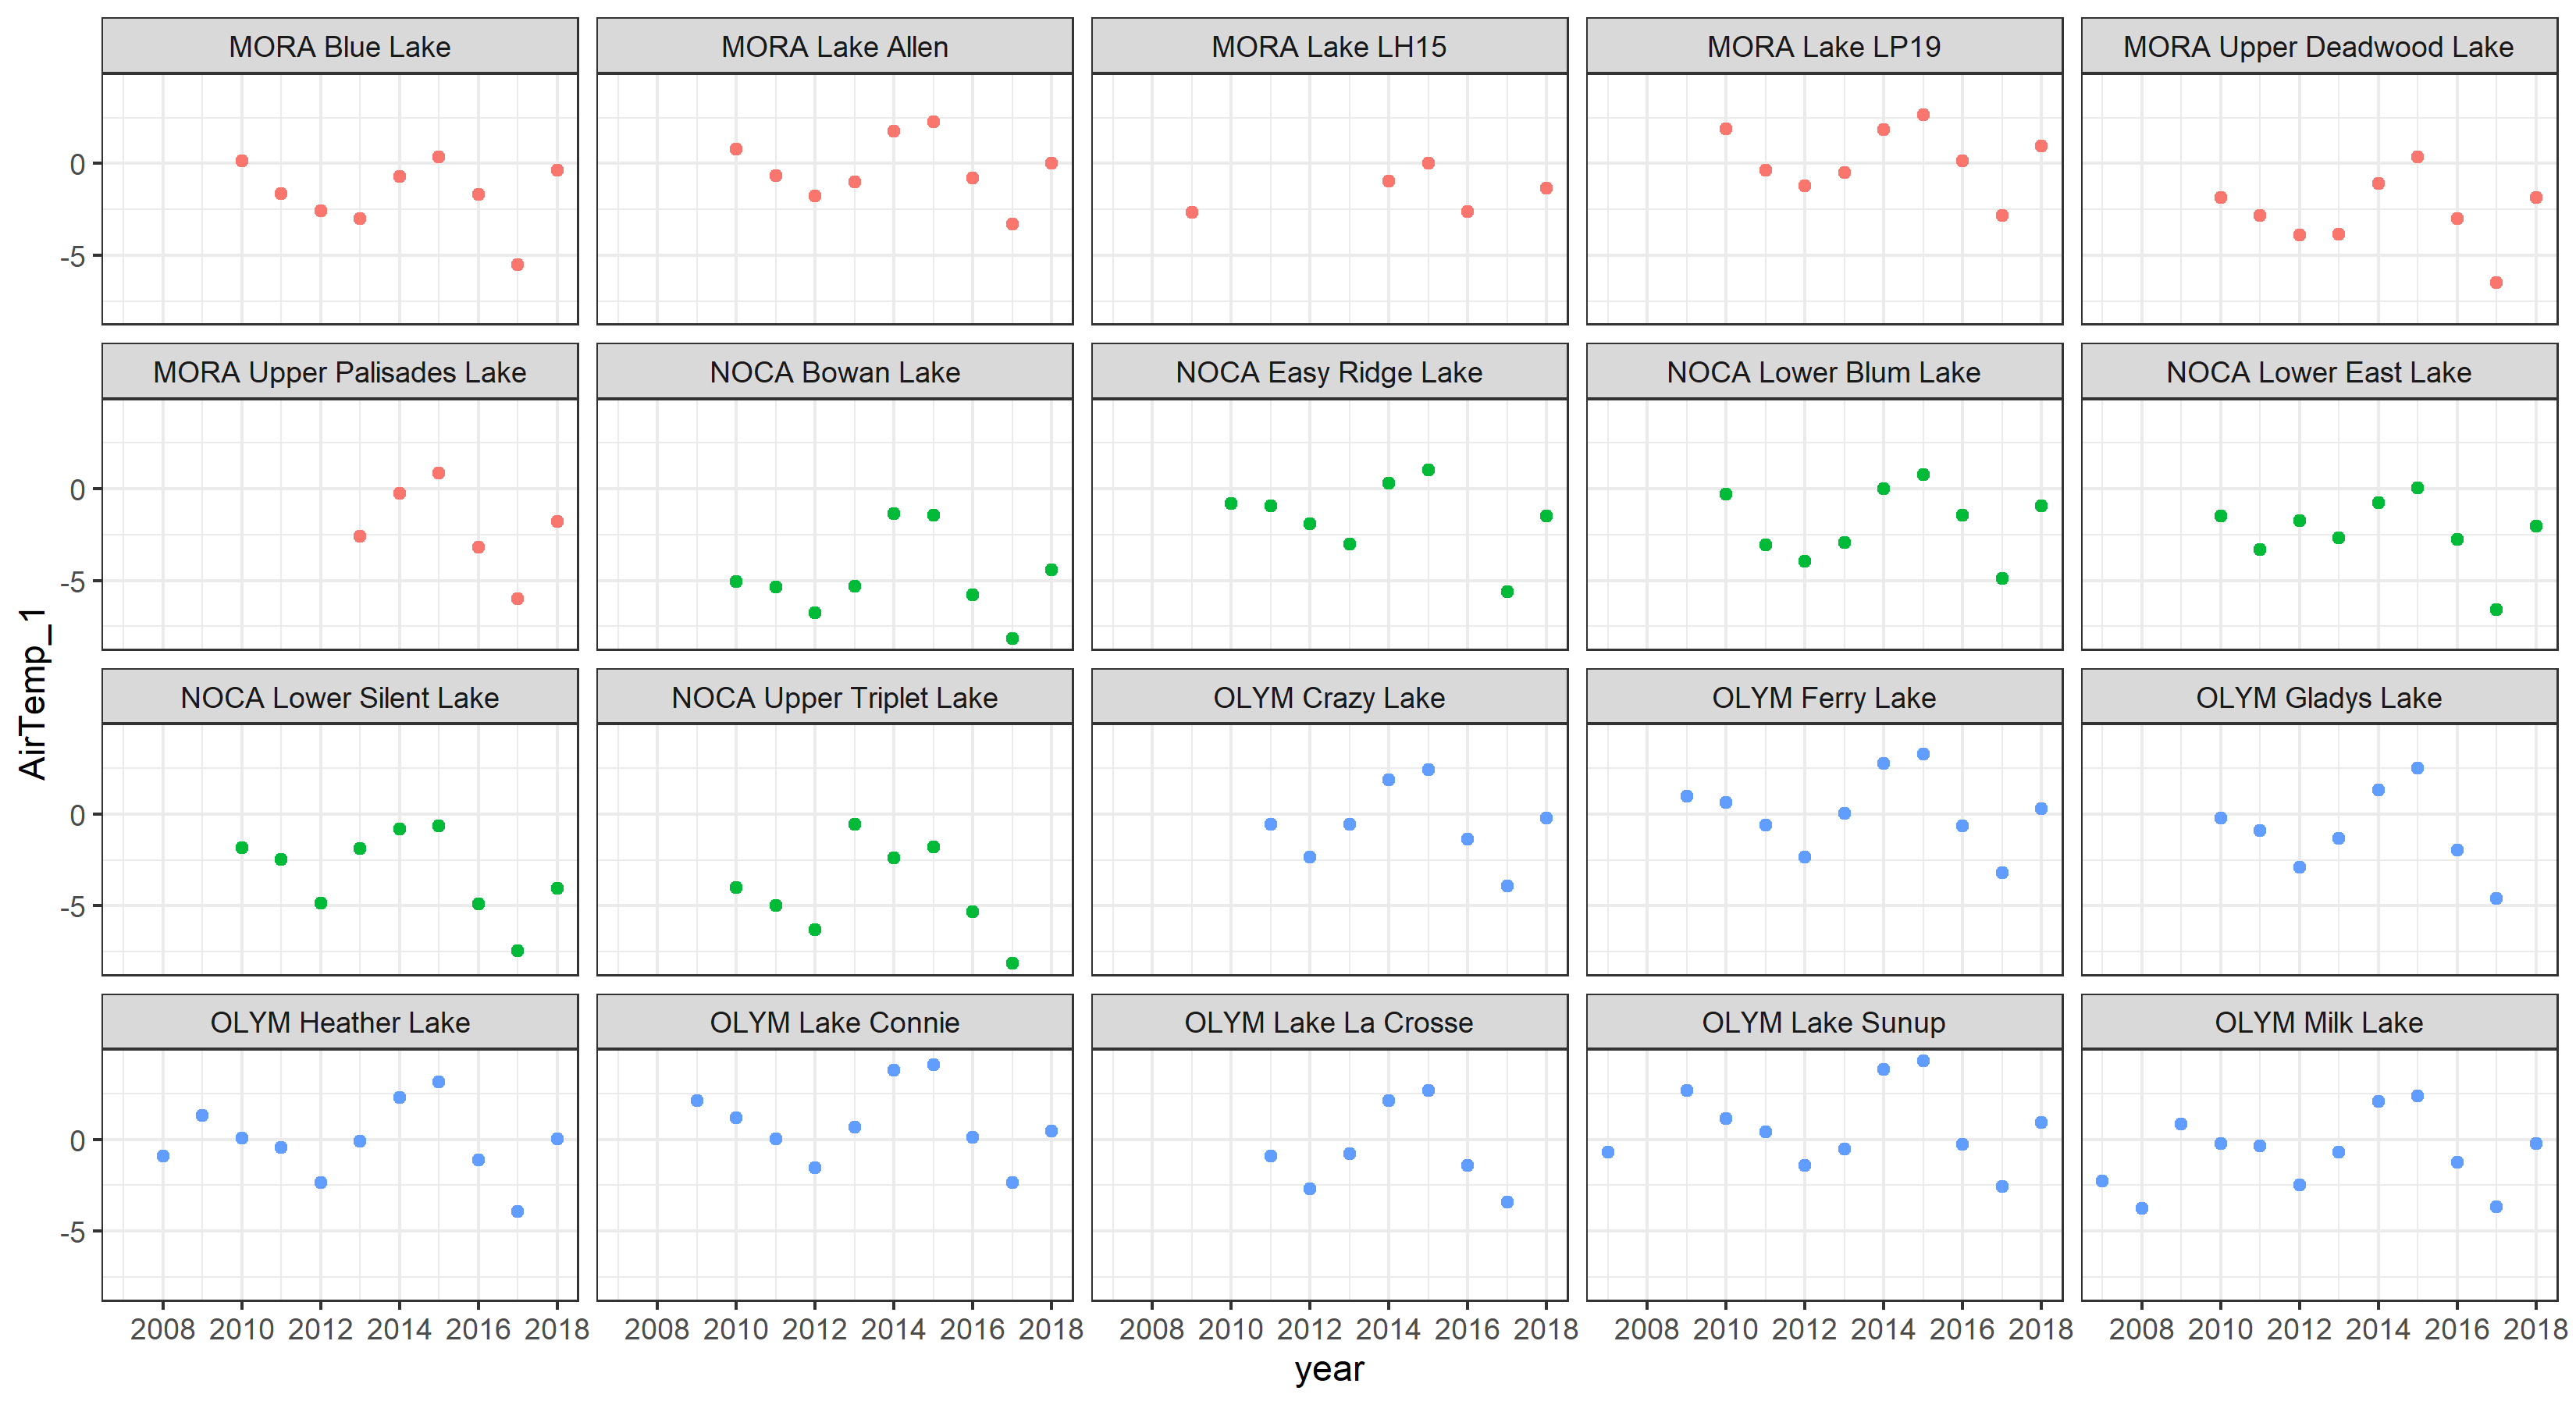 MORA Blue Lake
MORA Lake Allen
MORA Lake LH15
MORA Lake LP19
MORA Upper Deadwood Lake
0
-5
MORA Upper Palisades Lake
NOCA Bowan Lake
NOCA Easy Ridge Lake
NOCA Lower Blum Lake
NOCA Lower East Lake
0
-5
NOCA Lower Silent Lake
NOCA Upper Triplet Lake
OLYM Crazy Lake
OLYM Ferry Lake
OLYM Gladys Lake
0
-5
OLYM Heather Lake
OLYM Lake Connie
OLYM Lake La Crosse
OLYM Lake Sunup
OLYM Milk Lake
0
-5
AirTemp_1
2008 2010 2012 2014 2016 2018
2008 2010 2012 2014 2016 2018
2008 2010 2012 2014 2016 2018
2008 2010 2012 2014 2016 2018
2008 2010 2012 2014 2016 2018
year